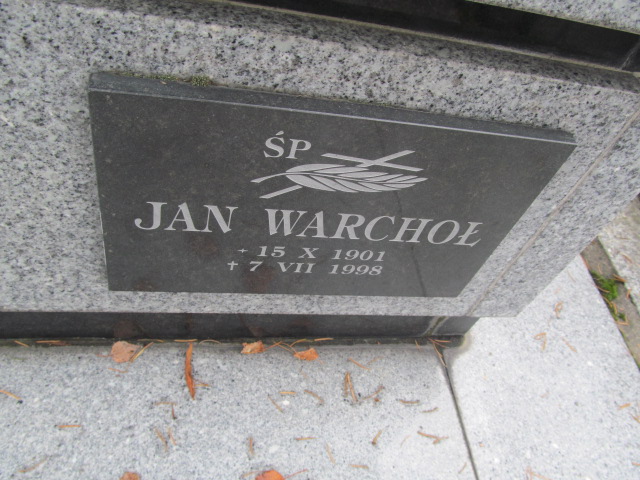 ŚP
JAN WARCHOŁ
* 15 X 1901
† 7 VII 1998